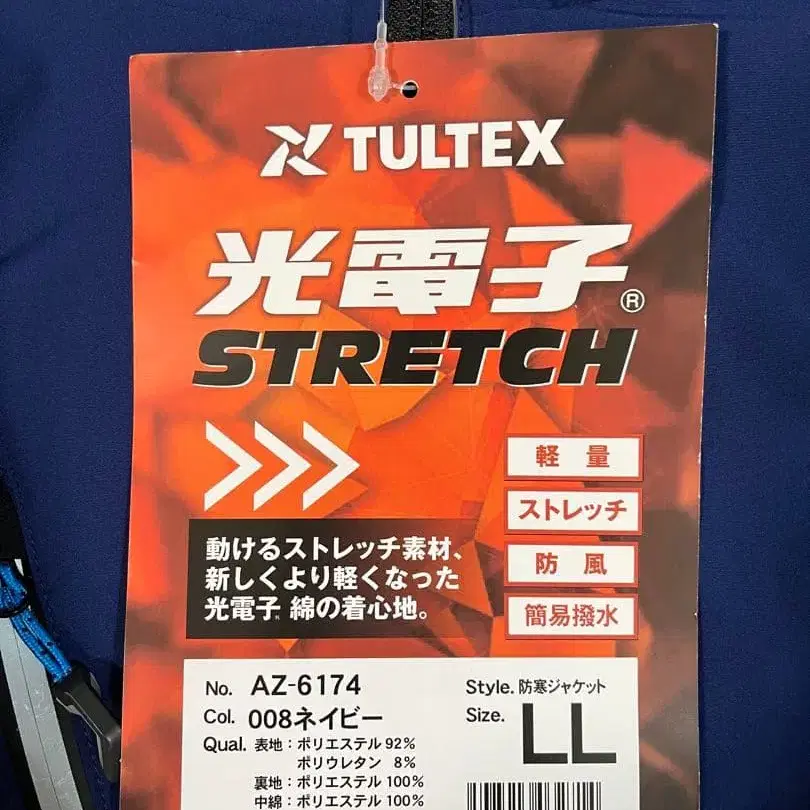 TULTEX
光電子®
STRETCH
軽量
ストレッチ
防風
簡易撥水
動けるストレッチ素材、
新しくより軽くなった
光電子® 綿の着心地。
No. AZ-6174
Col. 008ネイビー
Qual. 表地：ポリエステル 92%
ポリウレタン 8%
裏地：ポリエステル 100%
中綿：ポリエステル 100%
Style. 防寒ジャケット
Size. LL